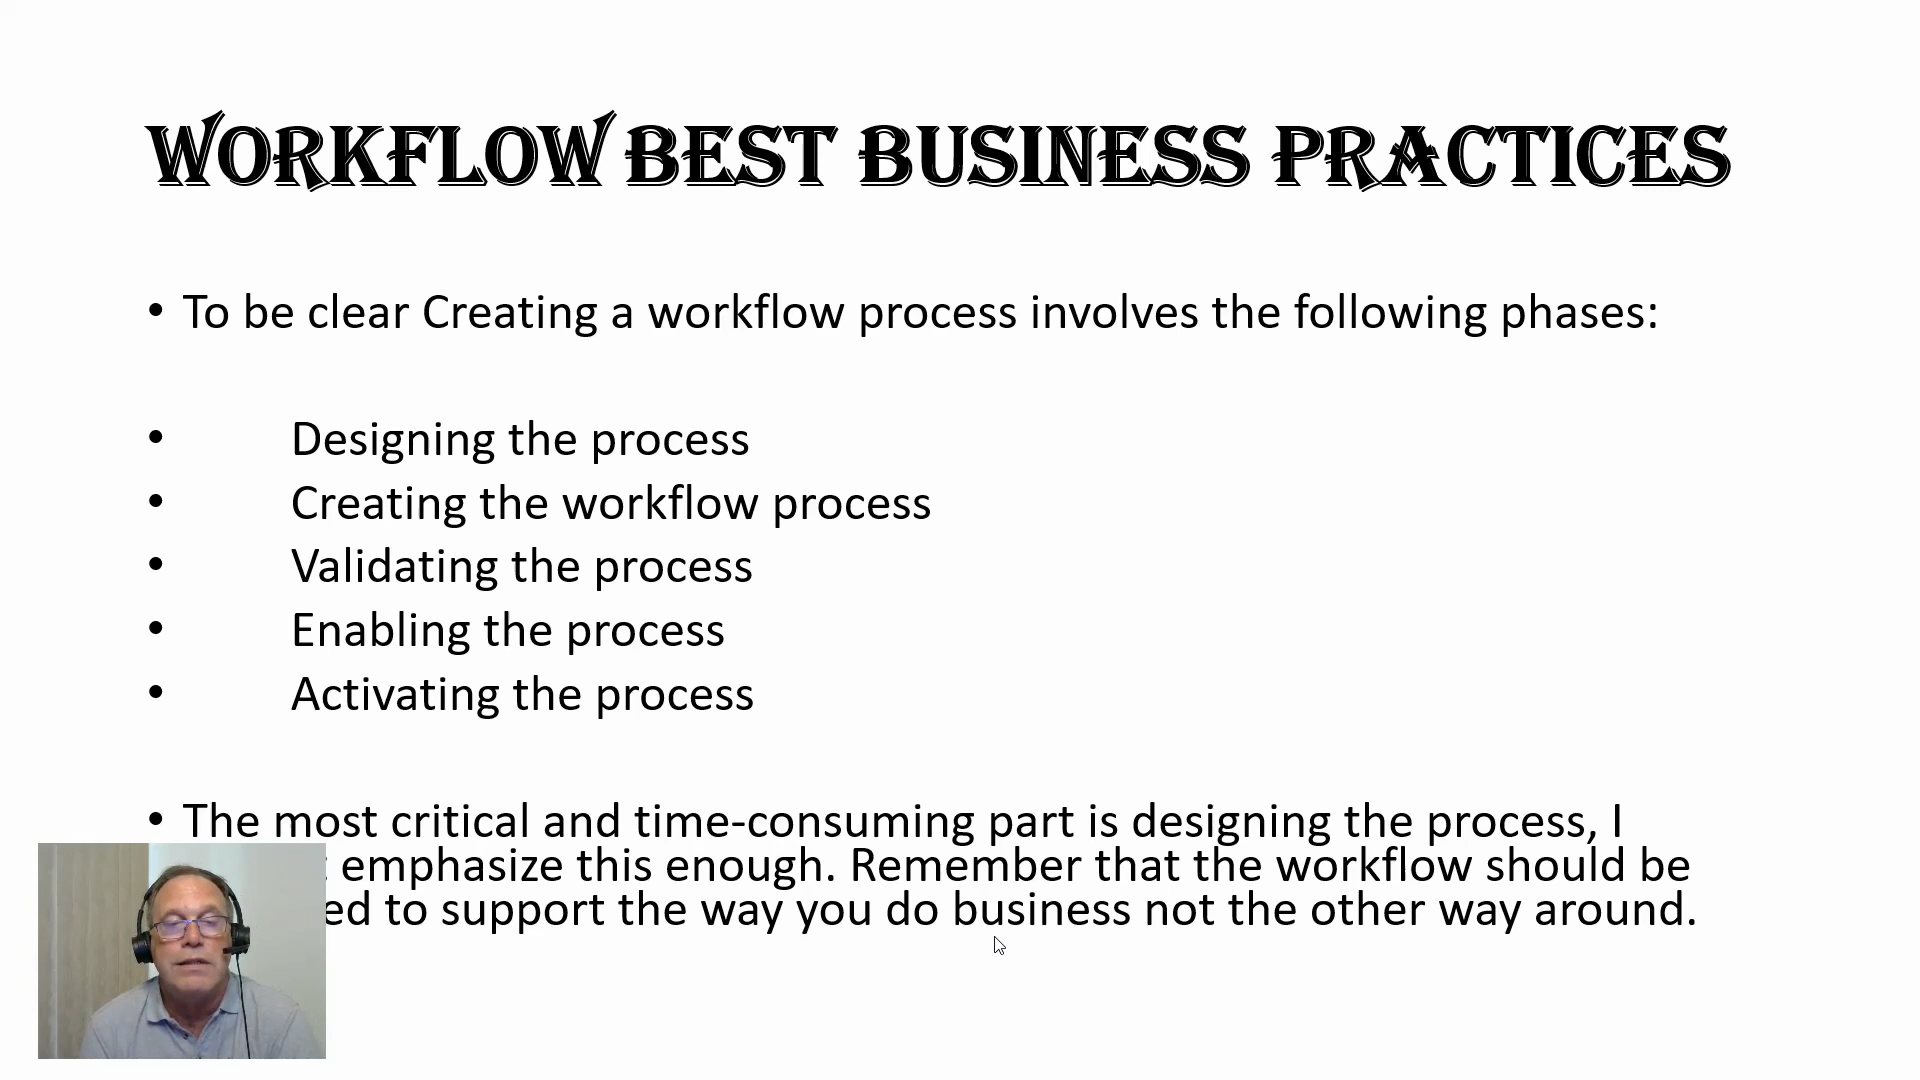 WORKFLOW BEST BUSINESS PRACTICES
• To be clear Creating a workflow process involves the following phases:
• Designing the process
• Creating the workflow process
• Validating the process
• Enabling the process
• Activating the process
• The most critical and time-consuming part is designing the process, I
emphasize this enough. Remember that the workflow should be
to support the way you do business not the other way around.